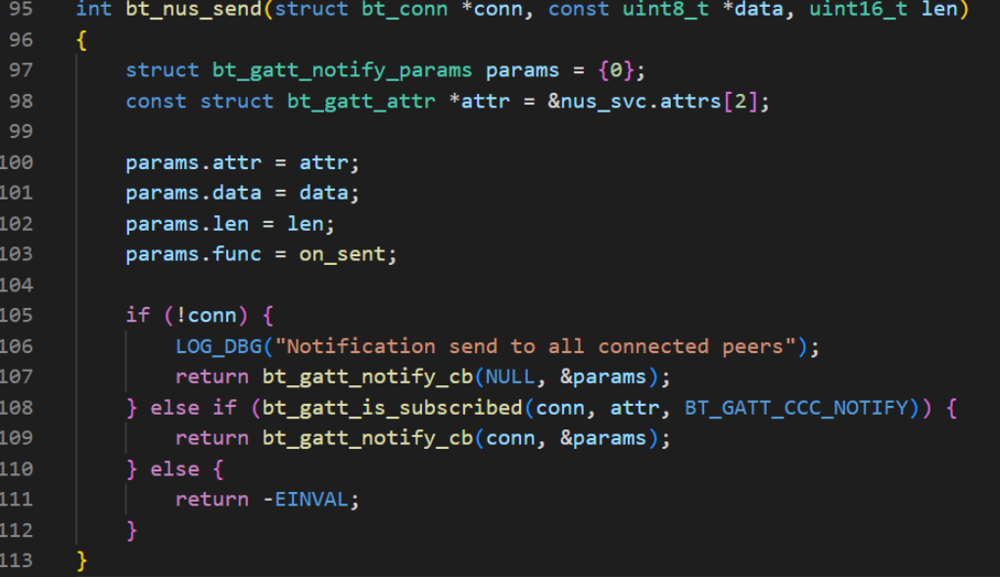 95 int bt_nus_send(struct bt_conn *conn, const uint8_t *data, uint16_t len)
96 {
97     struct bt_gatt_notify_params params = {0};
98     const struct bt_gatt_attr *attr = &nus_svc.attrs[2];
99
100     params.attr = attr;
101     params.data = data;
102     params.len = len;
103     params.func = on_sent;
104
105     if (!conn) {
106         LOG_DBG("Notification send to all connected peers");
107         return bt_gatt_notify_cb(NULL, &params);
108     } else if (bt_gatt_is_subscribed(conn, attr, BT_GATT_CCC_NOTIFY)) {
109         return bt_gatt_notify_cb(conn, &params);
110     } else {
111         return -EINVAL;
112     }
113 }